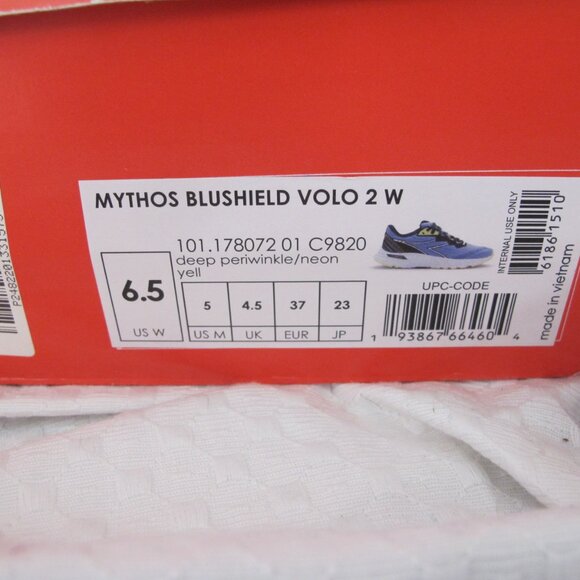 MYTHOS BLUSHIELD VOLO 2 W
101.178072 01 C9820
deep periwinkle/neon
yell
6.5
US W
5
US M
4.5
UK
37
EUR
23
JP
UPC-CODE
1 93867 66460 4
INTERNAL USE ONLY
61861510
made in vietnam
P2482201331973